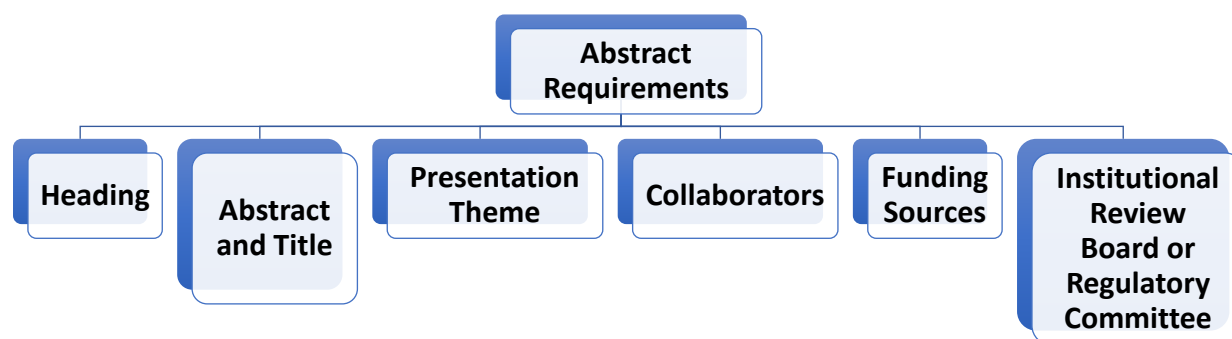 Abstract
Requirements
Heading
Abstract
and Title
Presentation
Theme
Collaborators
Funding
Sources
Institutional
Review
Board or
Regulatory
Committee